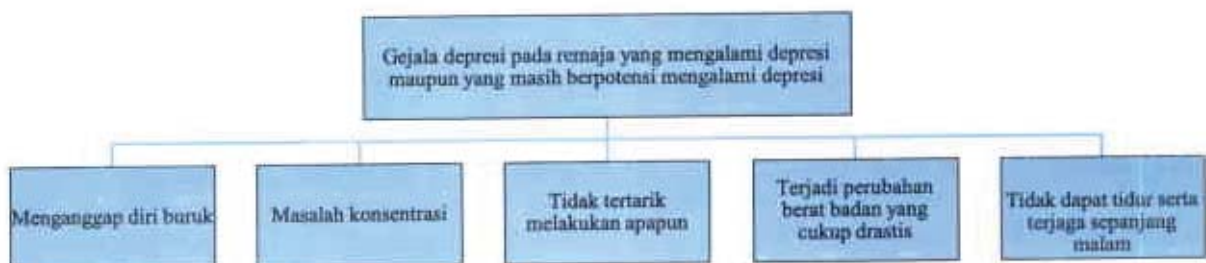 Gejala depresi pada remaja yang mengalami depresi
maupun yang masih berpotensi mengalami depresi
Menganggap diri buruk
Masalah konsentrasi
Tidak tertarik
melakukan apapun
Terjadi perubahan
berat badan yang
cukup drastis
Tidak dapat tidur serta
terjaga sepanjang
malam